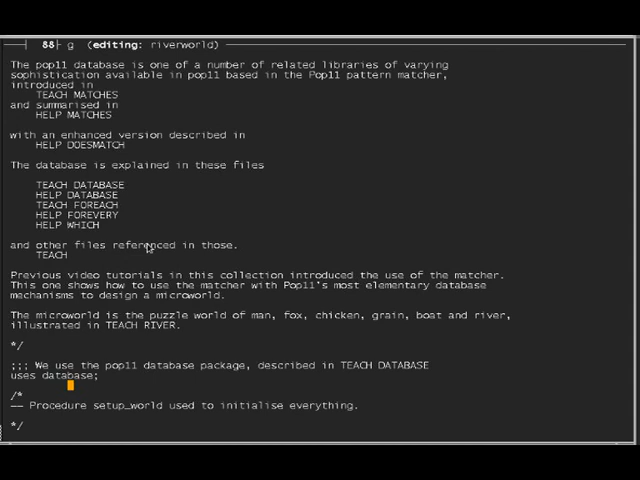 88 g (editing: riverworld)
The pop11 database is one of a number of related libraries of varying
sophistication available in pop11 based in the Pop11 pattern matcher,
introduced in
TEACH MATCHES
and summarised in
HELP MATCHES
with an enhanced version described in
HELP DOESMATCH
The database is explained in these files
TEACH DATABASE
HELP DATABASE
TEACH FOREACH
HELP FOREVERY
HELP WHICH
and other files referenced in those.
TEACH
Previous video tutorials in this collection introduced the use of the matcher.
This one shows how to use the matcher with Pop11's most elementary database
mechanisms to design a microworld.
The microworld is the puzzle world of man, fox, chicken, grain, boat and river,
illustrated in TEACH RIVER.
*/
;;; We use the pop11 database package, described in TEACH DATABASE
uses database;
/*
-- Procedure setup_world used to initialise everything.
*/